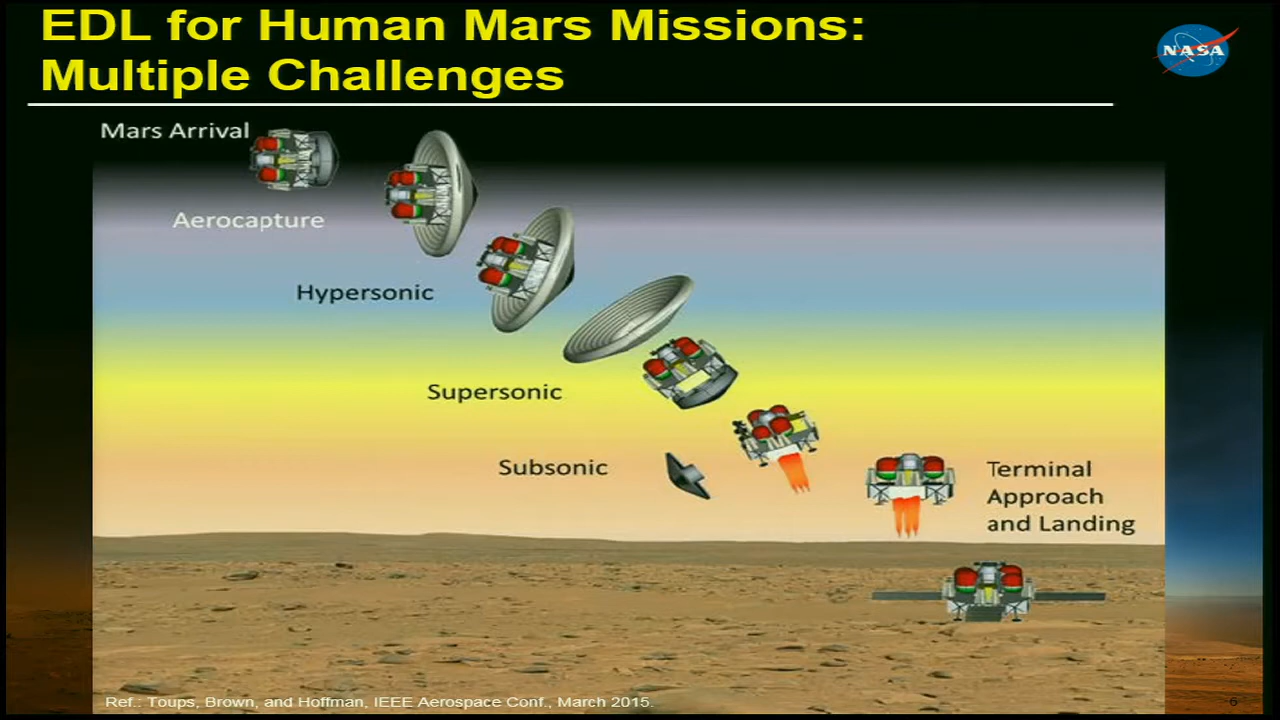 EDL for Human Mars Missions:
Multiple Challenges
NASA
Mars Arrival
Aerocapture
Hypersonic
Supersonic
Subsonic
Terminal
Approach
and Landing
Ref.: Toups, Brown, and Hoffman, IEEE Aerospace Conf., March 2015.
6